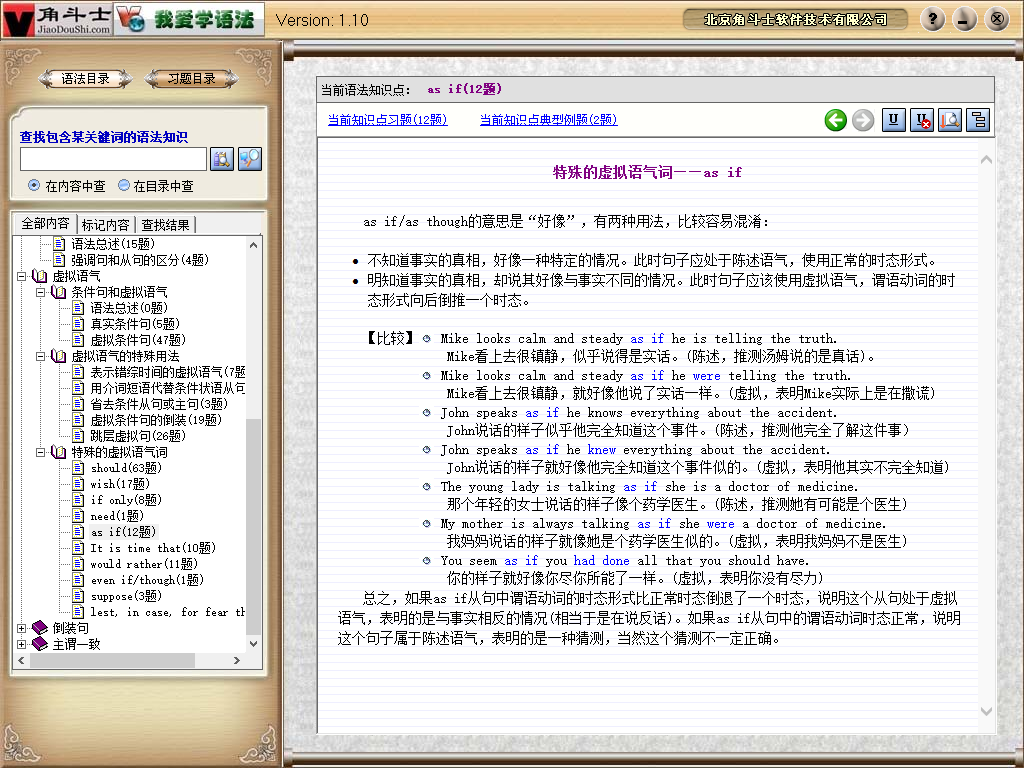 角斗士
JiaoDouShi.com
我爱学语法
Version: 1.10
北京角斗士软件技术有限公司
语法目录
习题目录
查找包含某关键词的语法知识
在内容中查
在目录中查
全部内容
标记内容
查找结果
语法总述(15题)
强调句和从句的区分(4题)
虚拟语气
条件句和虚拟语气
语法总述(0题)
真实条件句(5题)
虚拟条件句(47题)
虚拟语气的特殊用法
表示错综时间的虚拟语气(7题
用介词短语代替条件状语从句
省去条件从句或主句(3题)
虚拟条件句的倒装(19题)
跳层虚拟句(26题)
特殊的虚拟语气词
should(63题)
wish(17题)
if only(8题)
need(1题)
as if(12题)
It is time that(10题)
would rather(11题)
even if/though(1题)
suppose(3题)
lest, in case, for fear th
倒装句
主谓一致
当前语法知识点: as if(12题)
当前知识点习题(12题)
当前知识点典型例题(2题)
特殊的虚拟语气词——as if
as if/as though的意思是“好像”，有两种用法，比较容易混淆：
不知道事实的真相，好像一种特定的情况。此时句子应处于陈述语气，使用正常的时态形式。
明知道事实的真相，却说其好像与事实不同的情况。此时句子应该使用虚拟语气，谓语动词的时
态形式向后倒推一个时态。
【比较】 Mike looks calm and steady as if he is telling the truth.
Mike看上去很镇静，似乎说得是实话。(陈述，推测汤姆说的是真话)。
Mike looks calm and steady as if he were telling the truth.
Mike看上去很镇静，就好像他说了实话一样。(虚拟，表明Mike实际上是在撒谎)
John speaks as if he knows everything about the accident.
John说话的样子似乎他完全知道这个事件。(陈述，推测他完全了解这件事)
John speaks as if he knew everything about the accident.
John说话的样子就好像他完全知道这个事件似的。(虚拟，表明他其实不完全知道)
The young lady is talking as if she is a doctor of medicine.
那个年轻的女士说话的样子像个药学医生。(陈述，推测她有可能是个医生)
My mother is always talking as if she were a doctor of medicine.
我妈妈说话的样子就像她是个药学医生似的。(虚拟，表明我妈妈不是医生)
You seem as if you had done all that you should have.
你的样子就好像你尽你所能了一样。(虚拟，表明你没有尽力)
总之，如果as if从句中谓语动词的时态形式比正常时态倒退了一个时态，说明这个从句处于虚拟
语气，表明的是与事实相反的情况(相当于是在说反话)。如果as if从句中的谓语动词时态正常，说明
这个句子属于陈述语气，表明的是一种猜测，当然这个猜测不一定正确。